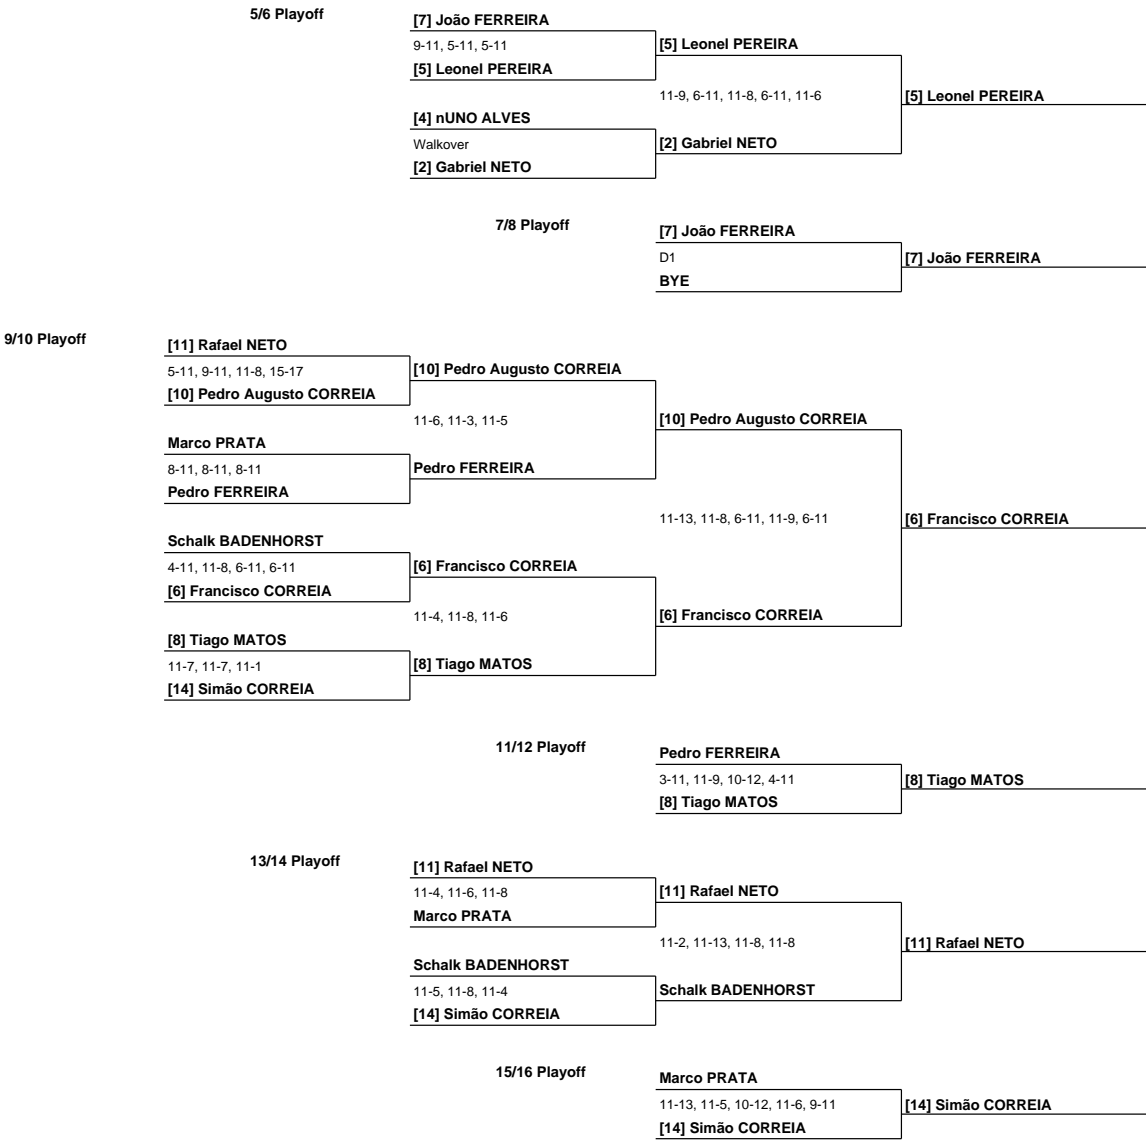 5/6 Playoff
[7] João FERREIRA
9-11, 5-11, 5-11
[5] Leonel PEREIRA
[5] Leonel PEREIRA
11-9, 6-11, 11-8, 6-11, 11-6
[5] Leonel PEREIRA
[4] nUNO ALVES
Walkover
[2] Gabriel NETO
[2] Gabriel NETO
7/8 Playoff
[7] João FERREIRA
D1
[7] João FERREIRA
BYE
9/10 Playoff
[11] Rafael NETO
5-11, 9-11, 11-8, 15-17
[10] Pedro Augusto CORREIA
[10] Pedro Augusto CORREIA
11-6, 11-3, 11-5
[10] Pedro Augusto CORREIA
Marco PRATA
8-11, 8-11, 8-11
Pedro FERREIRA
Pedro FERREIRA
11-13, 11-8, 6-11, 11-9, 6-11
[6] Francisco CORREIA
Schalk BADENHORST
4-11, 11-8, 6-11, 6-11
[6] Francisco CORREIA
[6] Francisco CORREIA
11-4, 11-8, 11-6
[6] Francisco CORREIA
[8] Tiago MATOS
11-7, 11-7, 11-1
[8] Tiago MATOS
[14] Simão CORREIA
11/12 Playoff
Pedro FERREIRA
3-11, 11-9, 10-12, 4-11
[8] Tiago MATOS
[8] Tiago MATOS
13/14 Playoff
[11] Rafael NETO
11-4, 11-6, 11-8
[11] Rafael NETO
Marco PRATA
11-2, 11-13, 11-8, 11-8
[11] Rafael NETO
Schalk BADENHORST
11-5, 11-8, 11-4
Schalk BADENHORST
[14] Simão CORREIA
15/16 Playoff
Marco PRATA
11-13, 11-5, 10-12, 11-6, 9-11
[14] Simão CORREIA
[14] Simão CORREIA